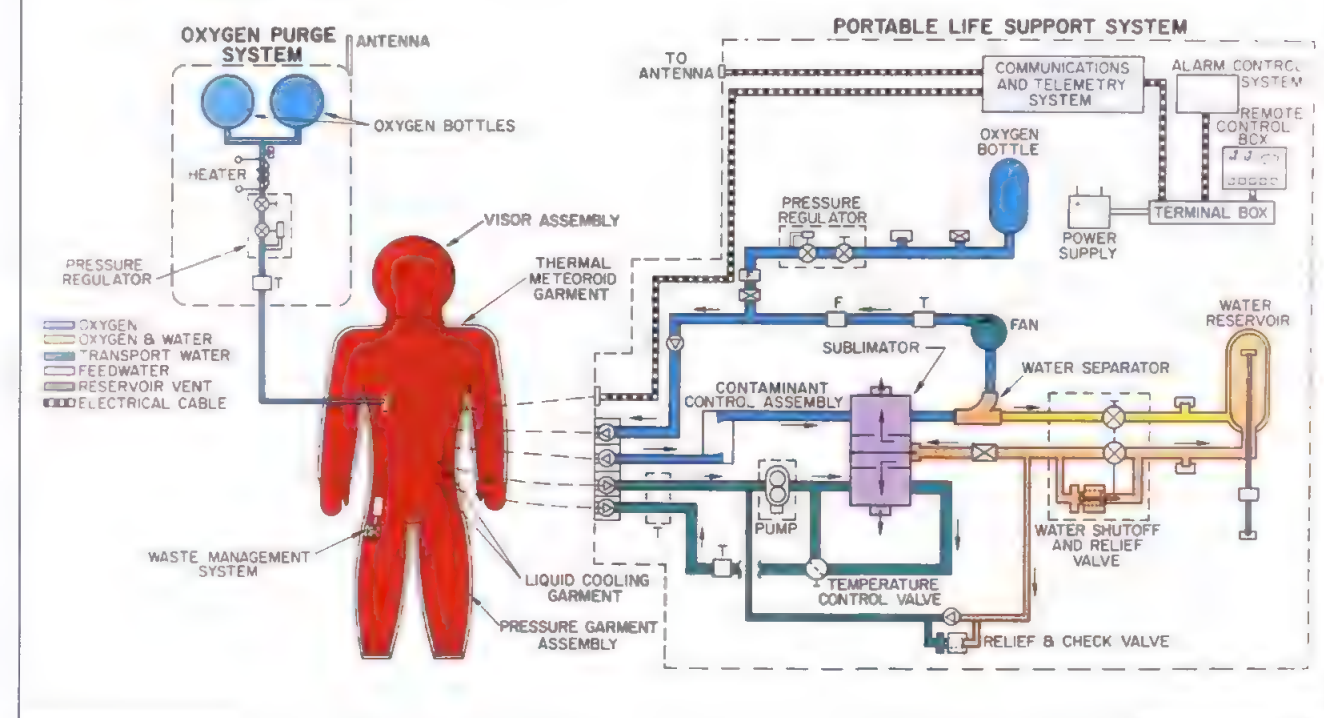 OXYGEN PURGE
SYSTEM
ANTENNA
OXYGEN BOTTLES
HEATER
PRESSURE
REGULATOR
T
OXYGEN
OXYGEN & WATER
TRANSPORT WATER
FEEDWATER
RESERVOIR VENT
ELECTRICAL CABLE
VISOR ASSEMBLY
THERMAL
METEOROID
GARMENT
WASTE MANAGEMENT
SYSTEM
LIQUID COOLING
GARMENT
PRESSURE GARMENT
ASSEMBLY
PORTABLE LIFE SUPPORT SYSTEM
TO
ANTENNA
COMMUNICATIONS
AND TELEMETRY
SYSTEM
ALARM CONTROL
SYSTEM
REMOTE
CONTROL
BOX
OXYGEN
BOTTLE
PRESSURE
REGULATOR
POWER
SUPPLY
TERMINAL BOX
F
F
T
FAN
SUBLIMATOR
WATER SEPARATOR
WATER
RESERVOIR
CONTAMINANT
CONTROL ASSEMBLY
PUMP
T
T
TEMPERATURE
CONTROL VALVE
WATER SHUTOFF
AND RELIEF
VALVE
RELIEF & CHECK VALVE